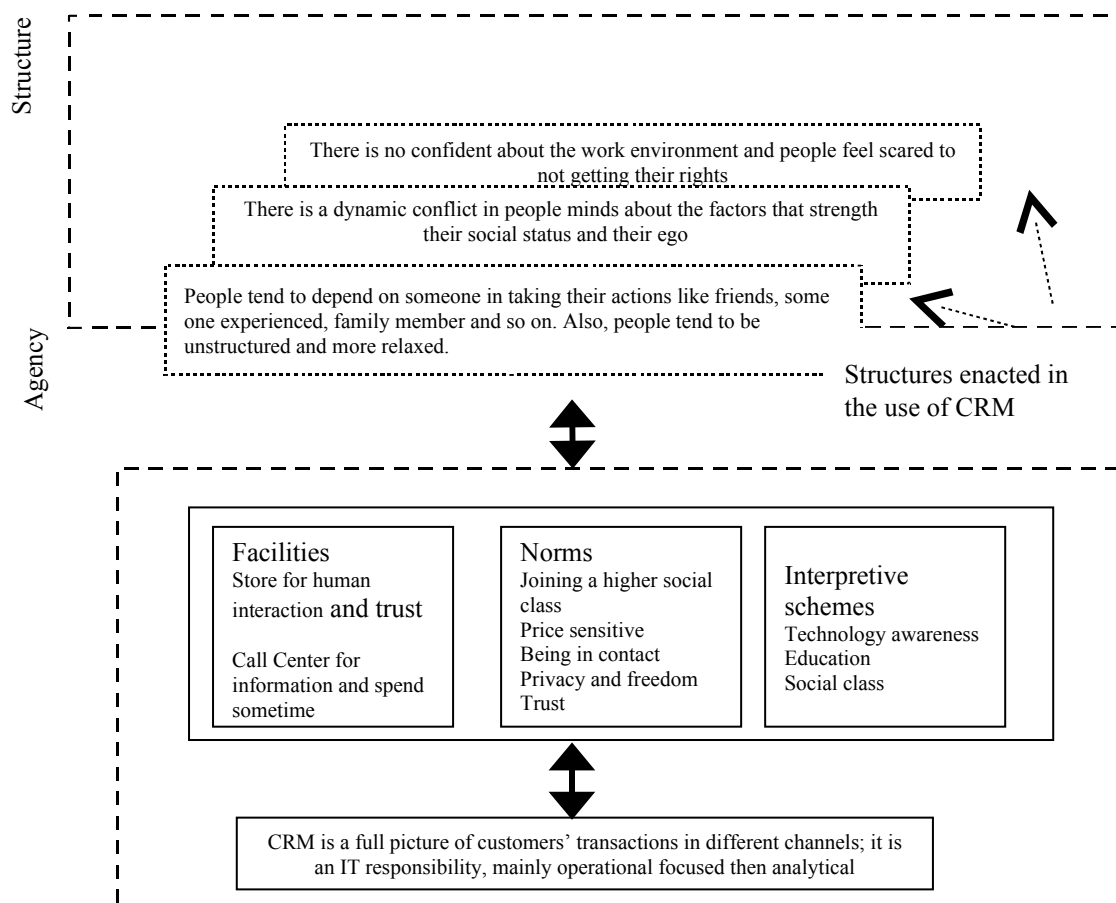 Structure
There is no confident about the work environment and people feel scared to
not getting their rights
There is a dynamic conflict in people minds about the factors that strength
their social status and their ego
People tend to depend on someone in taking their actions like friends, some
one experienced, family member and so on. Also, people tend to be
unstructured and more relaxed.
Agency
Structures enacted in
the use of CRM
Facilities
Store for human
interaction and trust
Call Center for
information and spend
sometime
Norms
Joining a higher social
class
Price sensitive
Being in contact
Privacy and freedom
Trust
Interpretive
schemes
Technology awareness
Education
Social class
CRM is a full picture of customers’ transactions in different channels; it is
an IT responsibility, mainly operational focused then analytical